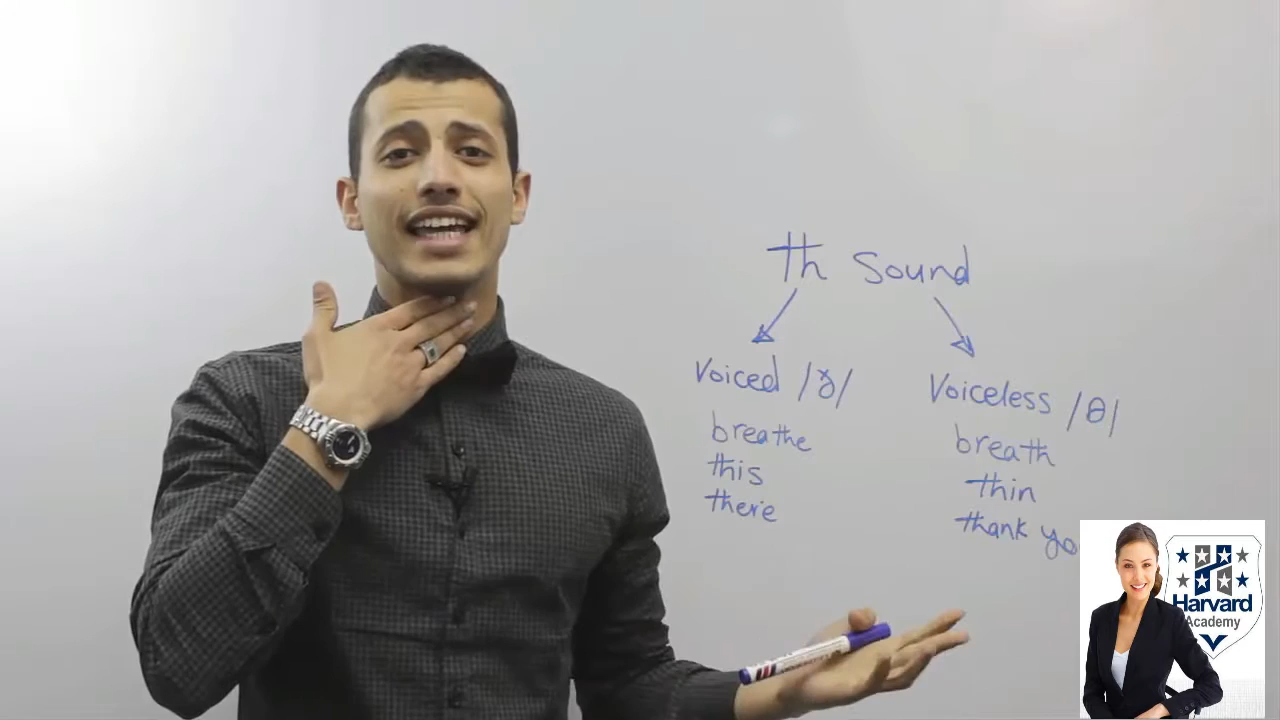 th sound
Voiced /ð/
breathe
this
there
Voiceless /θ/
breath
thin
thank yo
Harvard
Academy